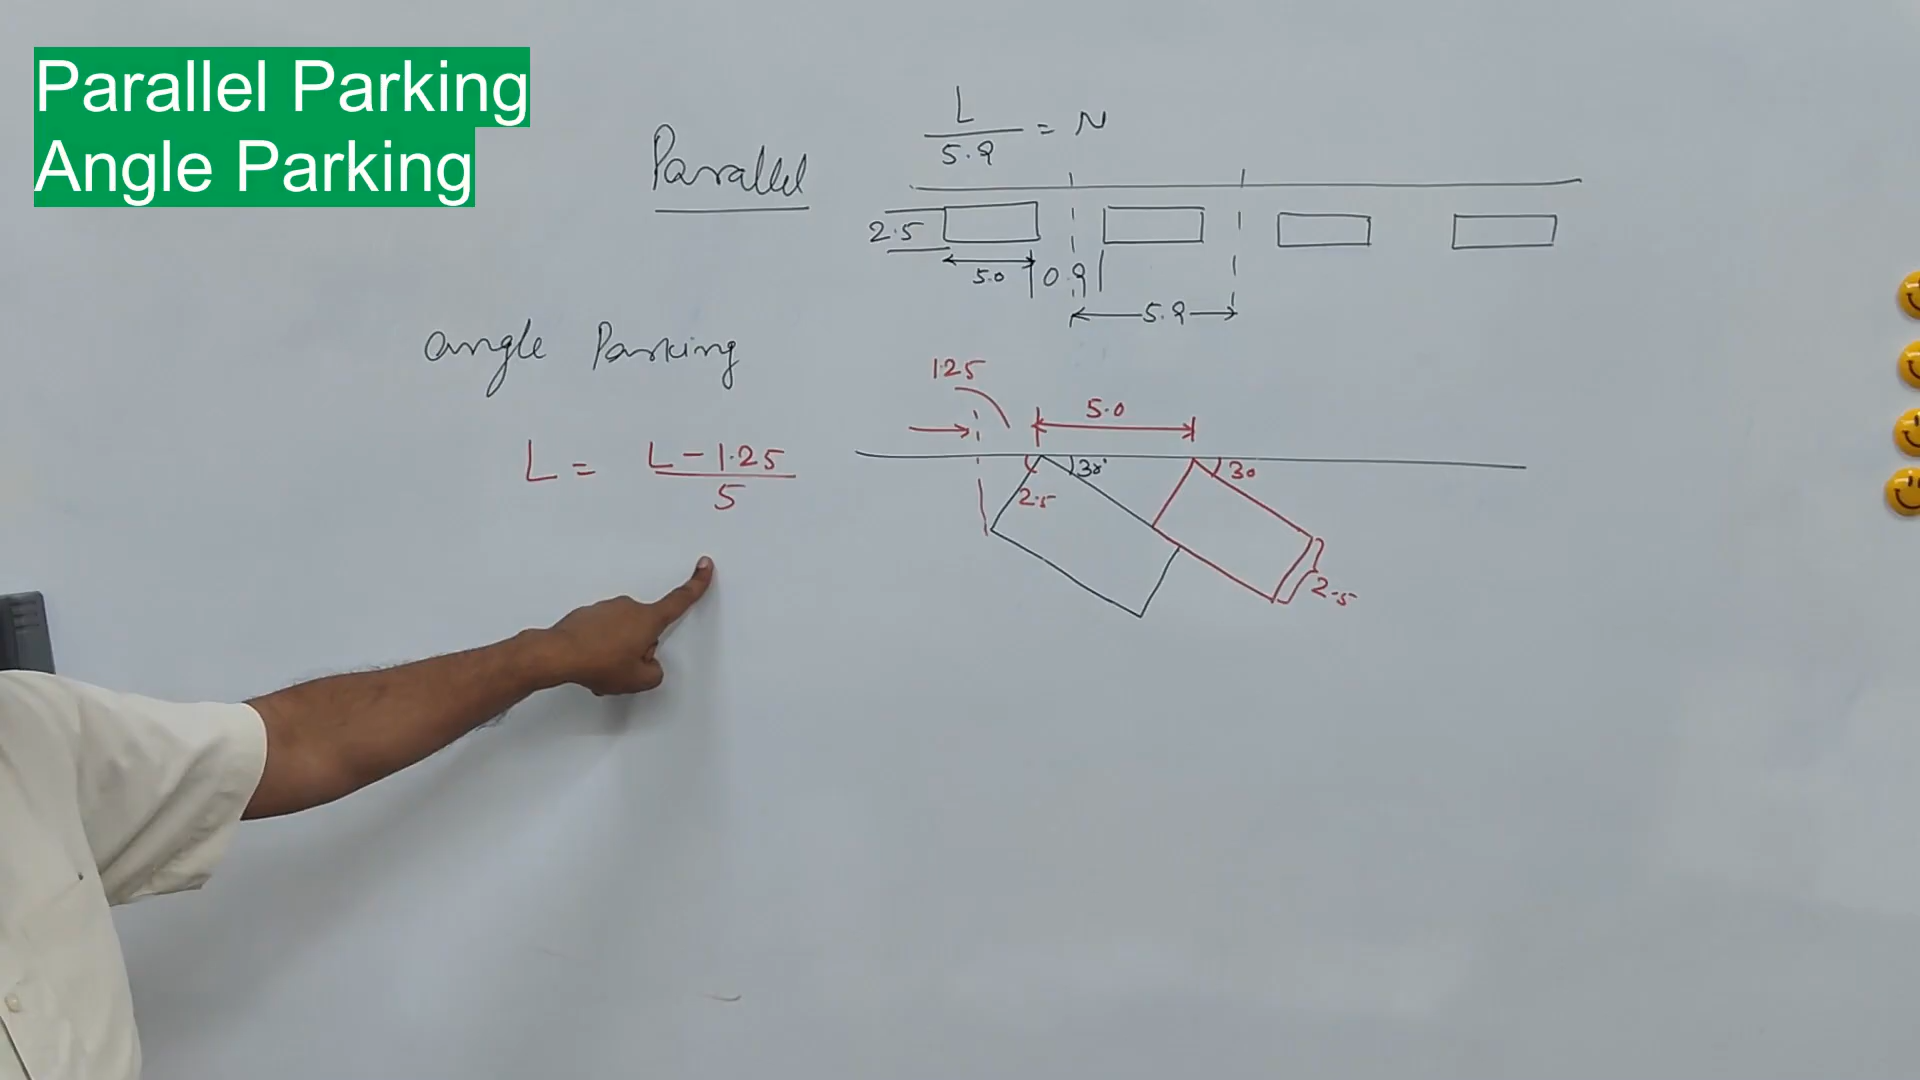 Parallel Parking
Angle Parking
L
5.9 = N
Parallel
2.5
5.0
0.9
5.9
angle Parking
1.25
5.0
L = L - 1.25
5
30°
30
2.5
2.5